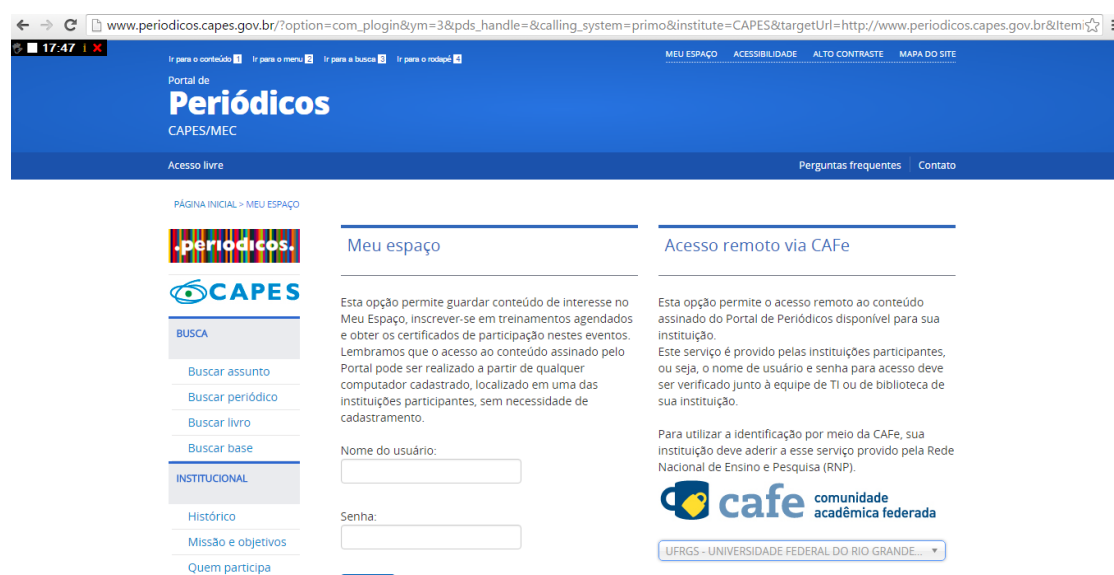 www.periodicos.capes.gov.br/?option=com_plogin&ym=3&pds_handle=&calling_system=primo&institute=CAPES&targetUrl=http://www.periodicos.capes.gov.br&Itemi
17:47 i X
Ir para o conteúdo 1 Ir para o menu 2 Ir para a busca 3 Ir para o rodapé 4
MEU ESPAÇO ACESSIBILIDADE ALTO CONTRASTE MAPA DO SITE
Portal de
Periódicos
CAPES/MEC
Acesso livre
Perguntas frequentes Contato
PÁGINA INICIAL > MEU ESPAÇO
.periodicos.
CAPES
BUSCA
Buscar assunto
Buscar periódico
Buscar livro
Buscar base
INSTITUCIONAL
Histórico
Missão e objetivos
Quem participa
Meu espaço
Esta opção permite guardar conteúdo de interesse no
Meu Espaço, inscrever-se em treinamentos agendados
e obter os certificados de participação nestes eventos.
Lembramos que o acesso ao conteúdo assinado pelo
Portal pode ser realizado a partir de qualquer
computador cadastrado, localizado em uma das
instituições participantes, sem necessidade de
cadastramento.
Nome do usuário:
Senha:
Acesso remoto via CAFe
Esta opção permite o acesso remoto ao conteúdo
assinado do Portal de Periódicos disponível para sua
instituição.
Este serviço é provido pelas instituições participantes,
ou seja, o nome de usuário e senha para acesso deve
ser verificado junto à equipe de TI ou de biblioteca de
sua instituição.
Para utilizar a identificação por meio da CAFe, sua
instituição deve aderir a esse serviço provido pela Rede
Nacional de Ensino e Pesquisa (RNP).
cafe comunidade
acadêmica federada
UFRGS - UNIVERSIDADE FEDERAL DO RIO GRANDE...